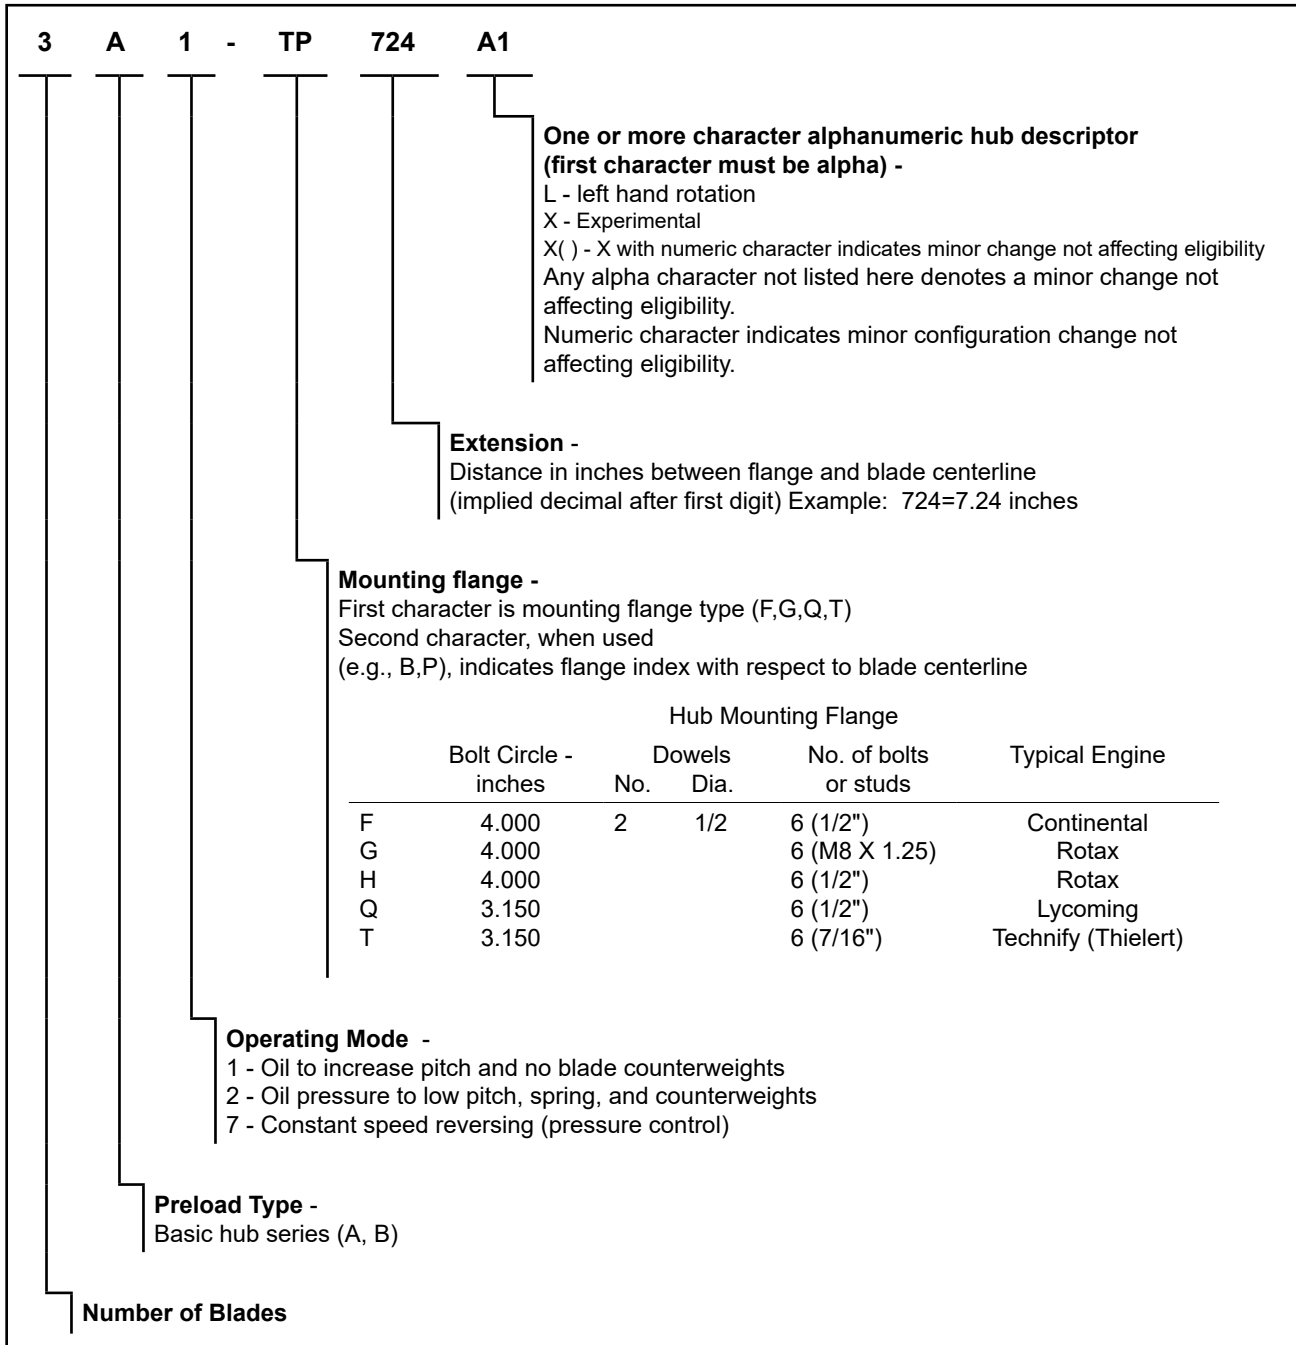 3 A 1 - TP 724 A1
One or more character alphanumeric hub descriptor
(first character must be alpha) -
L - left hand rotation
X - Experimental
X( ) - X with numeric character indicates minor change not affecting eligibility
Any alpha character not listed here denotes a minor change not
affecting eligibility.
Numeric character indicates minor configuration change not
affecting eligibility.
Extension -
Distance in inches between flange and blade centerline
(implied decimal after first digit) Example:  724=7.24 inches
Mounting flange -
First character is mounting flange type (F,G,Q,T)
Second character, when used
(e.g., B,P), indicates flange index with respect to blade centerline
Hub Mounting Flange
Bolt Circle - Dowels No. of bolts Typical Engine
inches No. Dia. or studs
F 4.000 2 1/2 6 (1/2") Continental
G 4.000 6 (M8 X 1.25) Rotax
H 4.000 6 (1/2") Rotax
Q 3.150 6 (1/2") Lycoming
T 3.150 6 (7/16") Technify (Thielert)
Operating Mode -
1 - Oil to increase pitch and no blade counterweights
2 - Oil pressure to low pitch, spring, and counterweights
7 - Constant speed reversing (pressure control)
Preload Type -
Basic hub series (A, B)
Number of Blades